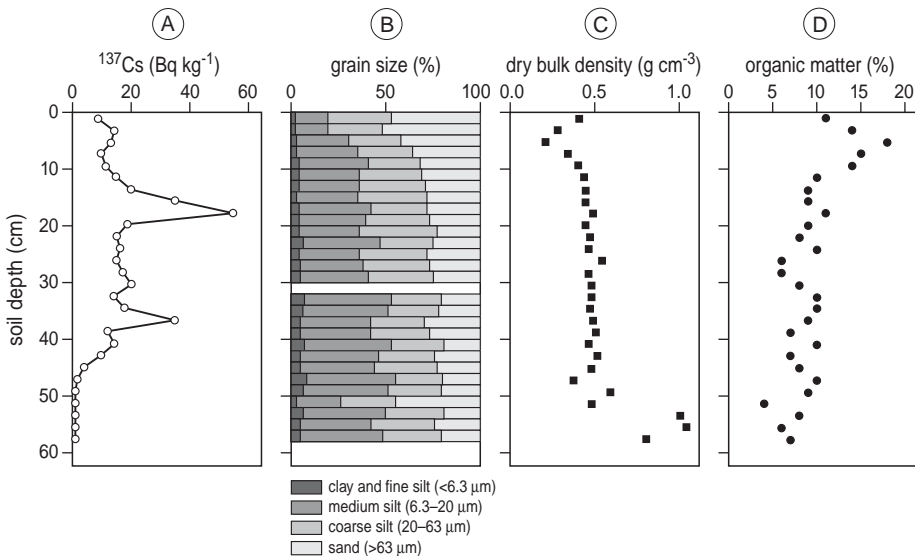 A B C D
¹³⁷Cs (Bq kg⁻¹) grain size (%) dry bulk density (g cm⁻³) organic matter (%)
0 20 40 60 0 50 100 0.0 0.5 1.0 0 5 10 15 20
0
10
20
30
40
50
60
soil depth (cm)
clay and fine silt (<6.3 μm)
medium silt (6.3–20 μm)
coarse silt (20–63 μm)
sand (>63 μm)